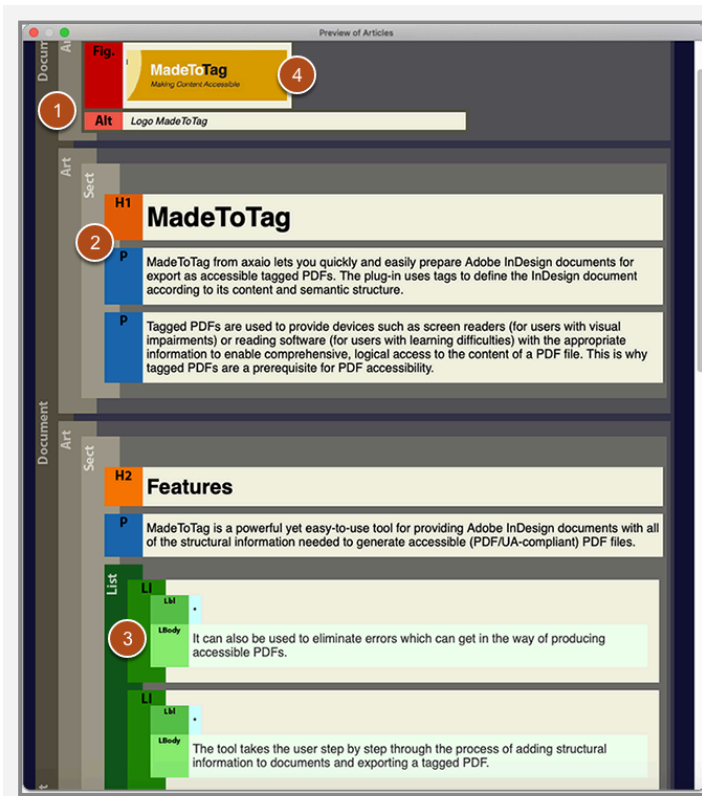 Preview of Articles
Docum
Ar
Fig.
MadeToTag
Making Content Accessible
4
1
Alt
Logo MadeToTag
Art
Sect
H1
MadeToTag
2
P
MadeToTag from axaio lets you quickly and easily prepare Adobe InDesign documents for
export as accessible tagged PDFs. The plug-in uses tags to define the InDesign document
according to its content and semantic structure.
P
Tagged PDFs are used to provide devices such as screen readers (for users with visual
impairments) or reading software (for users with learning difficulties) with the appropriate
information to enable comprehensive, logical access to the content of a PDF file. This is why
tagged PDFs are a prerequisite for PDF accessibility.
Document
Art
Sect
H2
Features
P
MadeToTag is a powerful yet easy-to-use tool for providing Adobe InDesign documents with all
of the structural information needed to generate accessible (PDF/UA-compliant) PDF files.
List
LI
Lbl
•
3
LBody
It can also be used to eliminate errors which can get in the way of producing
accessible PDFs.
LI
Lbl
•
LBody
The tool takes the user step by step through the process of adding structural
information to documents and exporting a tagged PDF.